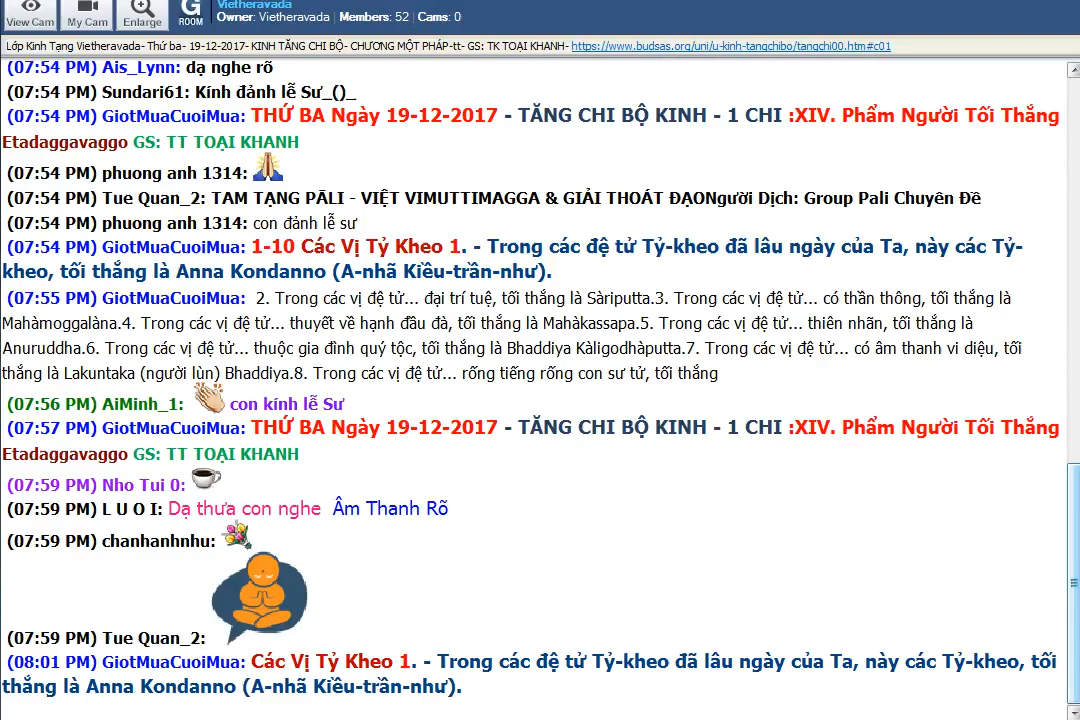 View Cam My Cam Enlarge G ROOM
Vietheravada
Owner: Vietheravada | Members: 52 | Cams: 0
Lớp Kinh Tạng Vietheravada- Thứ ba- 19-12-2017- KINH TĂNG CHI BỘ- CHƯƠNG MỘT PHÁP-tt- GS: TK TOẠI KHANH- https://www.budsas.org/uni/u-kinh-tangchibo/tangchi00.htm#c01
(07:54 PM) Ais_Lynn: dạ nghe rõ
(07:54 PM) Sundari61: Kính đảnh lễ Sư_()_
(07:54 PM) GiotMuaCuoiMua: THỨ BA Ngày 19-12-2017 - TĂNG CHI BỘ KINH - 1 CHI :XIV. Phẩm Người Tối Thắng
Etadaggavaggo GS: TT TOẠI KHANH
(07:54 PM) phuong anh 1314:
(07:54 PM) Tue Quan_2: TAM TẠNG PĀLI - VIỆT VIMUTTIMAGGA & GIẢI THOÁT ĐẠONgười Dịch: Group Pali Chuyên Đề
(07:54 PM) phuong anh 1314: con đảnh lễ sư
(07:54 PM) GiotMuaCuoiMua: 1-10 Các Vị Tỷ Kheo 1. - Trong các đệ tử Tỷ-kheo đã lâu ngày của Ta, này các Tỷ-
kheo, tối thắng là Anna Kondanno (A-nhã Kiều-trần-như).
(07:55 PM) GiotMuaCuoiMua: 2. Trong các vị đệ tử... đại trí tuệ, tối thắng là Sàriputta.3. Trong các vị đệ tử... có thần thông, tối thắng là
Mahàmoggalàna.4. Trong các vị đệ tử... thuyết về hạnh đầu đà, tối thắng là Mahàkassapa.5. Trong các vị đệ tử... thiên nhãn, tối thắng là
Anuruddha.6. Trong các vị đệ tử... thuộc gia đình quý tộc, tối thắng là Bhaddiya Kàligodhàputta.7. Trong các vị đệ tử... có âm thanh vi diệu, tối
thắng là Lakuntaka (người lùn) Bhaddiya.8. Trong các vị đệ tử... rống tiếng rống con sư tử, tối thắng
(07:56 PM) AiMinh_1: con kính lễ Sư
(07:57 PM) GiotMuaCuoiMua: THỨ BA Ngày 19-12-2017 - TĂNG CHI BỘ KINH - 1 CHI :XIV. Phẩm Người Tối Thắng
Etadaggavaggo GS: TT TOẠI KHANH
(07:59 PM) Nho Tui 0:
(07:59 PM) L U O I: Dạ thưa con nghe Âm Thanh Rõ
(07:59 PM) chanhanhnhu:
(07:59 PM) Tue Quan_2:
(08:01 PM) GiotMuaCuoiMua: Các Vị Tỷ Kheo 1. - Trong các đệ tử Tỷ-kheo đã lâu ngày của Ta, này các Tỷ-kheo, tối
thắng là Anna Kondanno (A-nhã Kiều-trần-như).